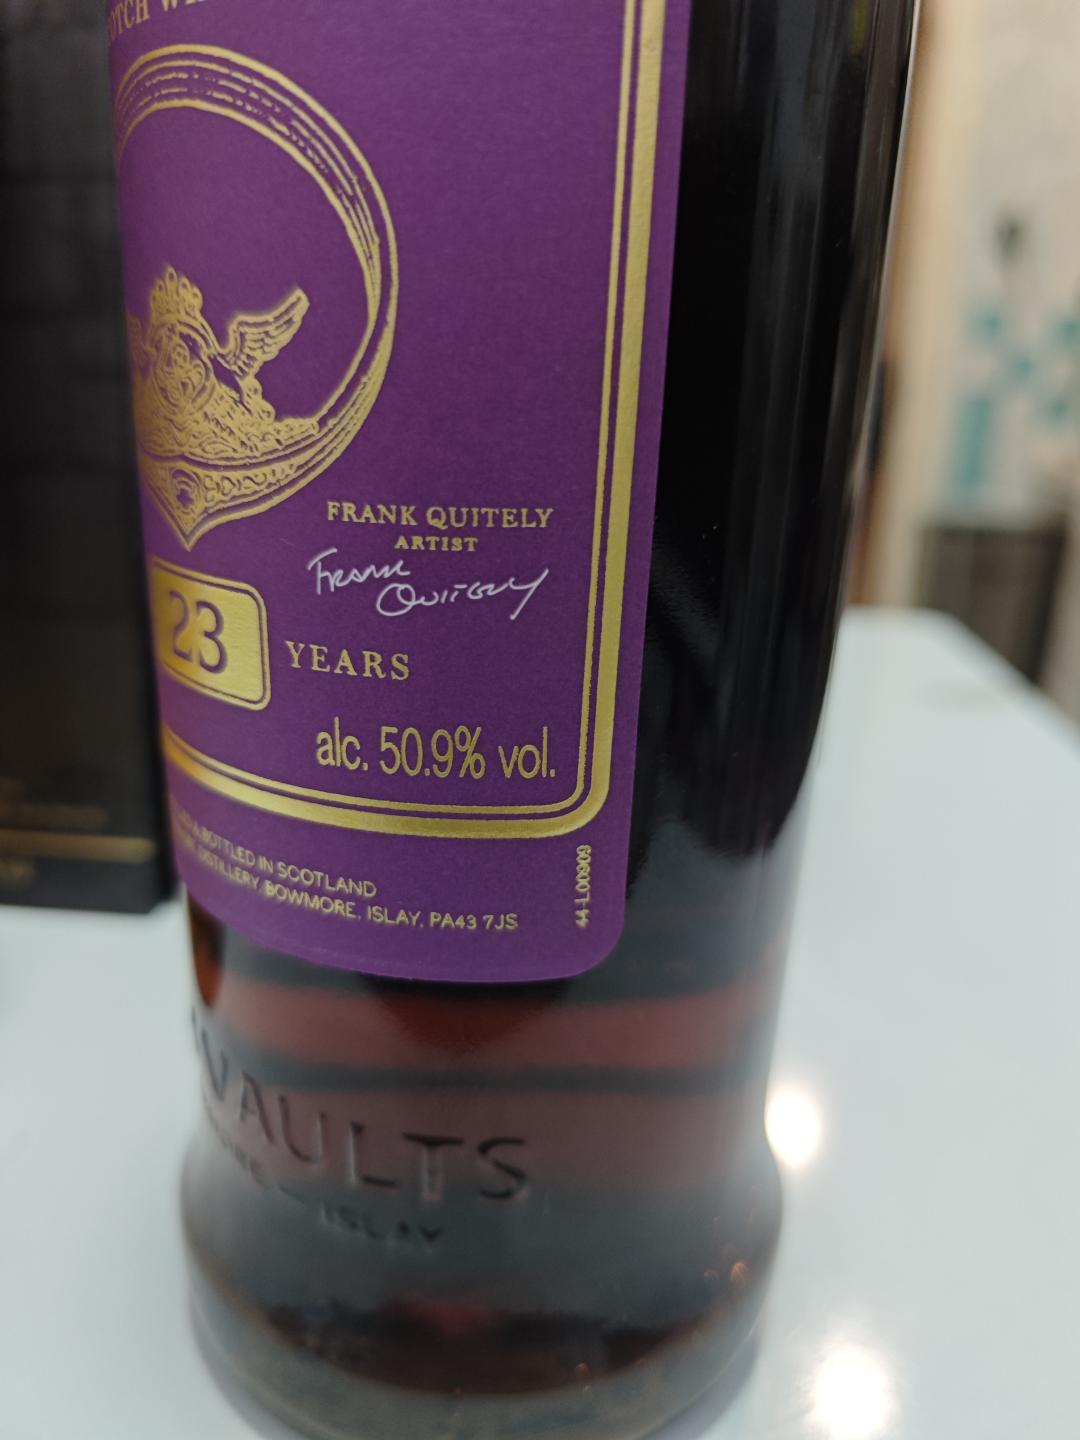 FRANK QUITELY
ARTIST
FRANK
QUITELY
23
YEARS
alc. 50.9% vol.
& BOTTLED IN SCOTLAND
DISTILLERY, BOWMORE, ISLAY, PA43 7JS
44-L00909
VAULTS
ISLAY